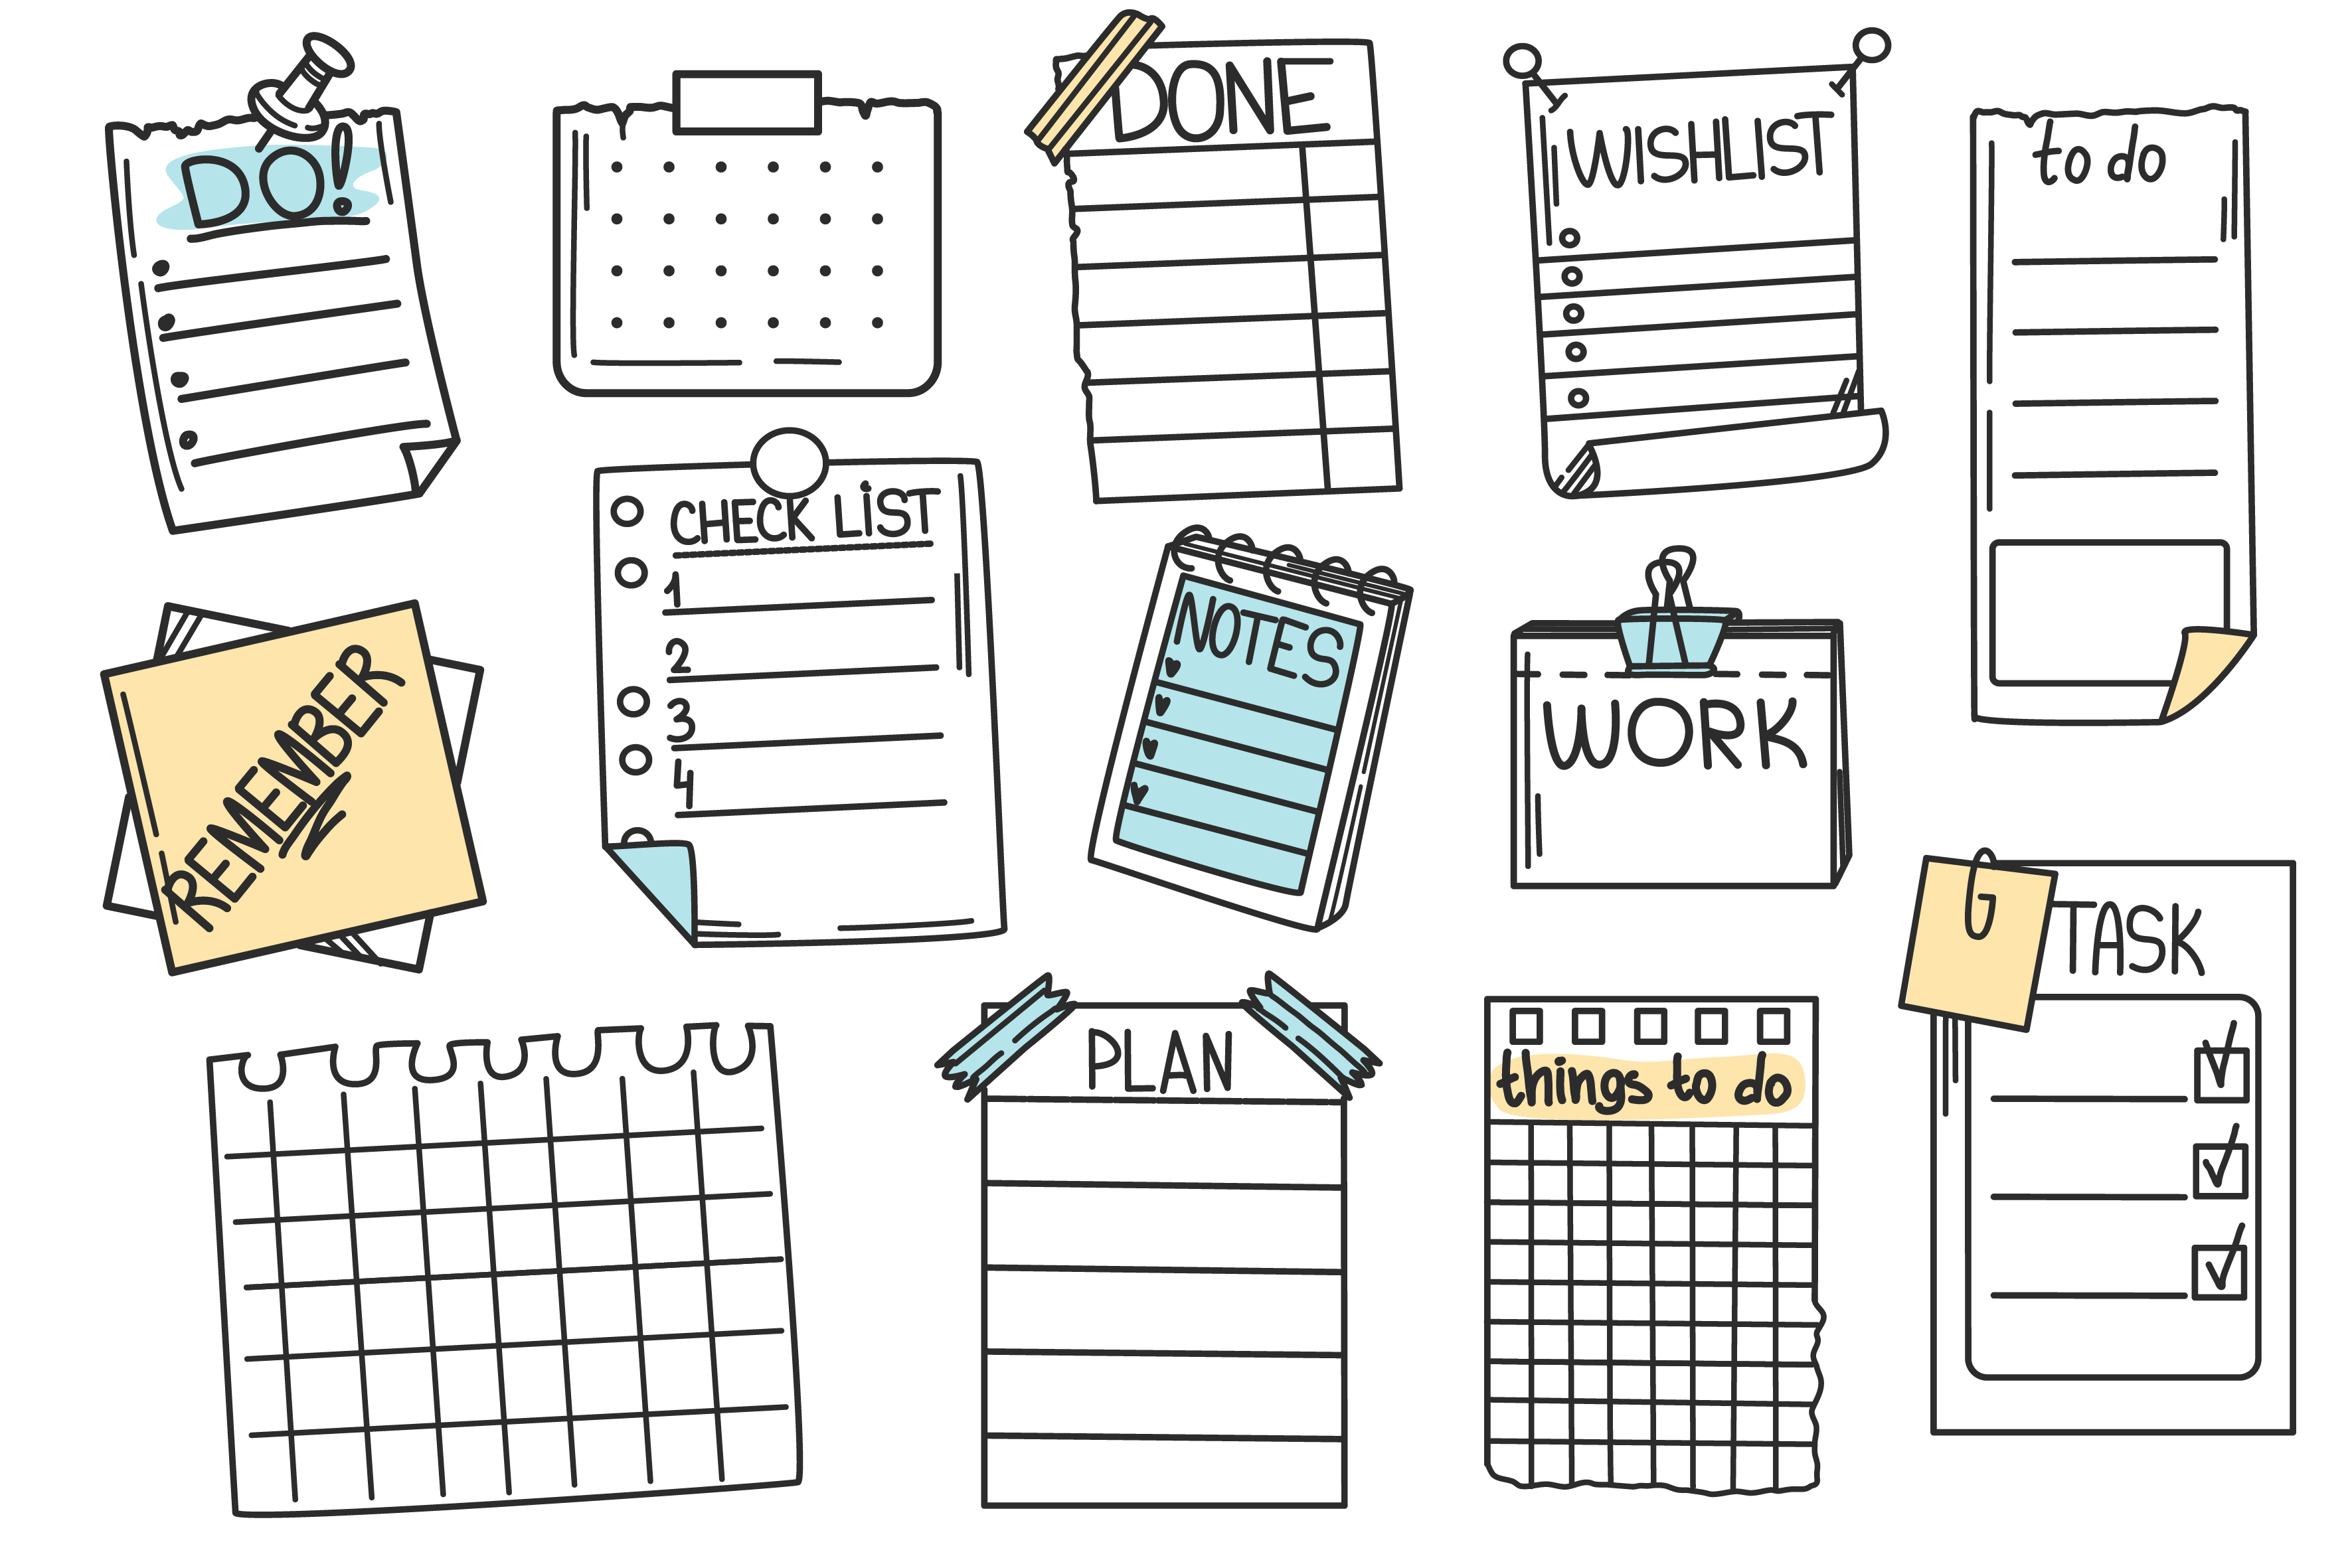 DO!
DONE
WISHLIST
to do
CHECK LIST
1
2
3
4
REMEMBER
NOTES
WORK
TASK
PLAN
things to do